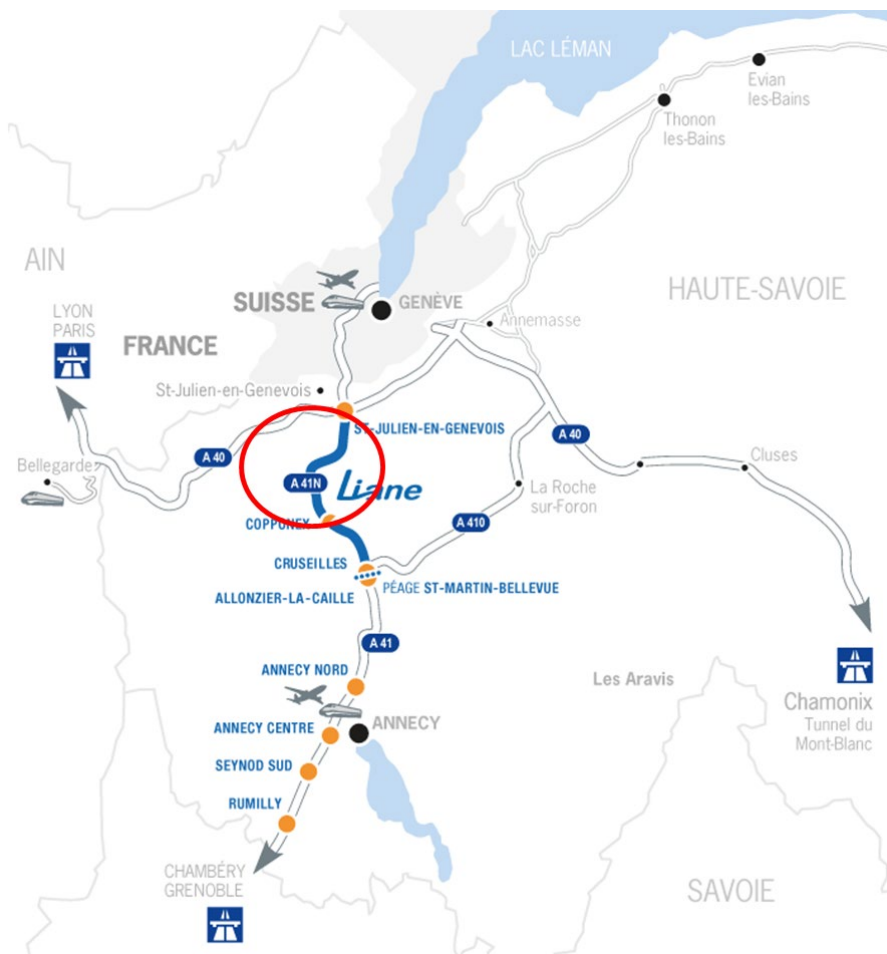 LAC LÉMAN
Evian
les-Bains
Thonon
les-Bains
AIN
HAUTE-SAVOIE
SUISSE
GENÈVE
LYON
PARIS
Annemasse
FRANCE
St-Julien-en-Genevois
ST-JULIEN-EN-GENEVOIS
A 40
A 40
Cluses
Bellegarde
A 41N
Liane
La Roche
sur-Foron
COPPONEX
A 410
CRUSEILLES
PÉAGE ST-MARTIN-BELLEVUE
ALLONZIER-LA-CAILLE
A 41
ANNECY NORD
Les Aravis
Chamonix
Tunnel du
Mont-Blanc
ANNECY
ANNECY CENTRE
SEYNOD SUD
RUMILLY
CHAMBÉRY
GRENOBLE
SAVOIE